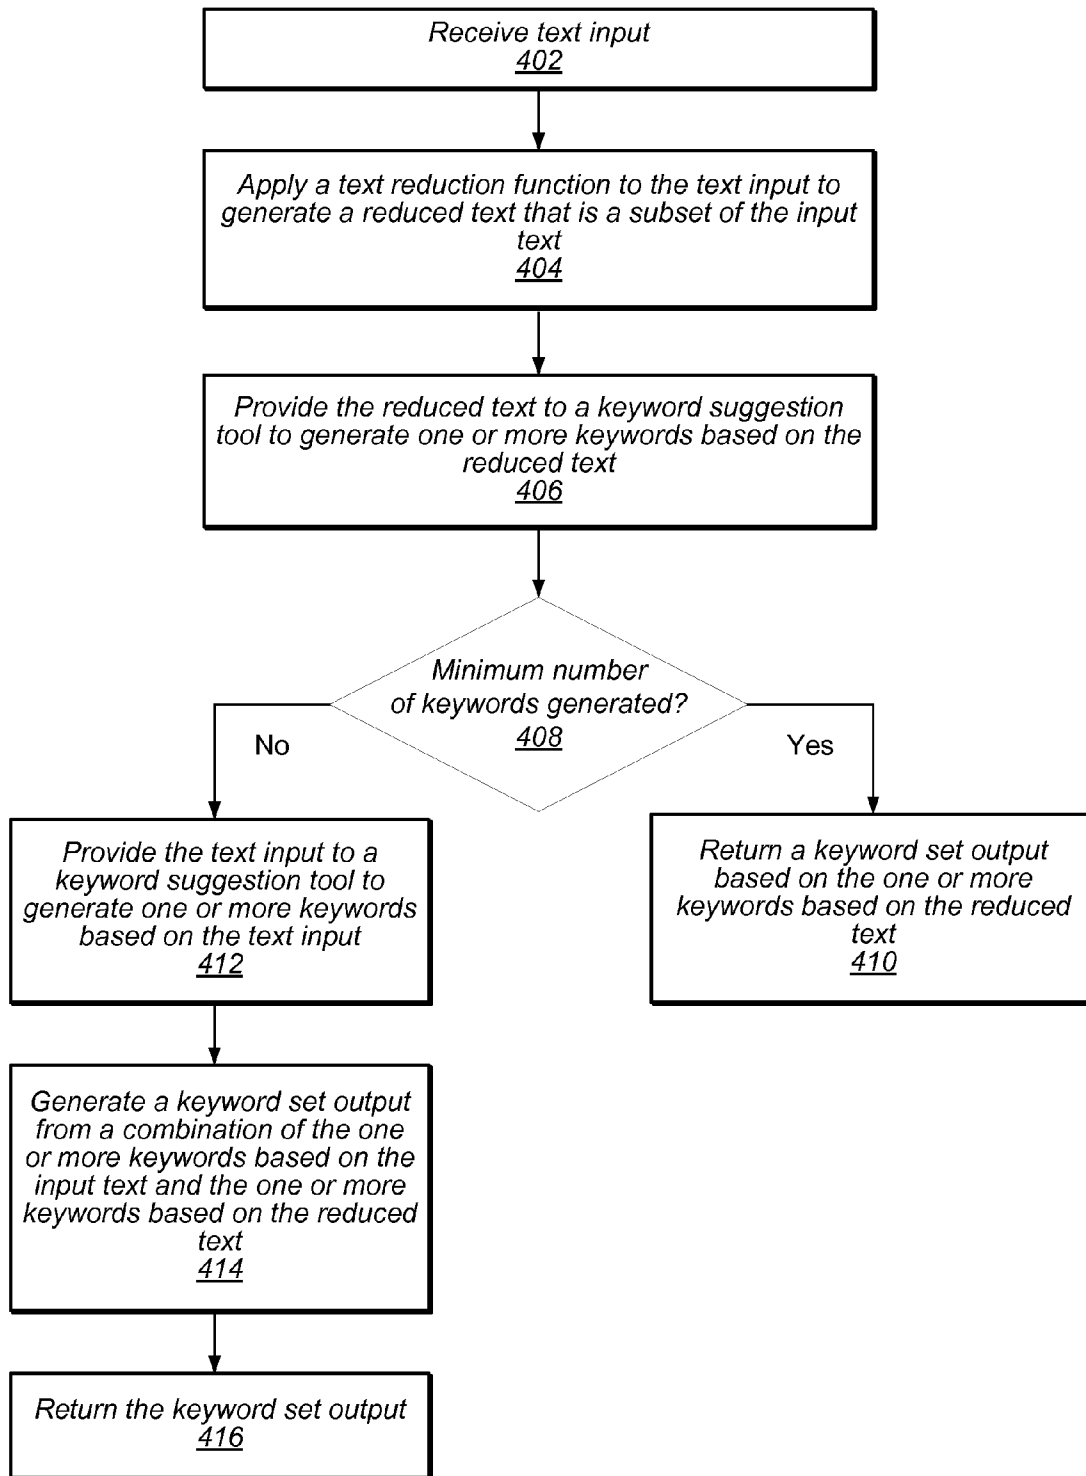 Receive text input
402
Apply a text reduction function to the text input to
generate a reduced text that is a subset of the input
text
404
Provide the reduced text to a keyword suggestion
tool to generate one or more keywords based on the
reduced text
406
Minimum number
of keywords generated?
408
No
Yes
Provide the text input to a
keyword suggestion tool to
generate one or more keywords
based on the text input
412
Return a keyword set output
based on the one or more
keywords based on the reduced
text
410
Generate a keyword set output
from a combination of the one
or more keywords based on the
input text and the one or more
keywords based on the reduced
text
414
Return the keyword set output
416